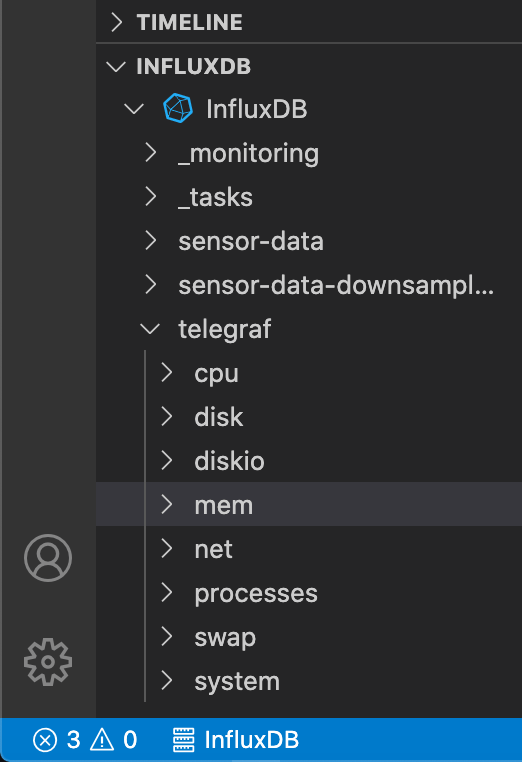 TIMELINE
INFLUXDB
InfluxDB
_monitoring
_tasks
sensor-data
sensor-data-downsampl...
telegraf
cpu
disk
diskio
mem
net
processes
swap
system
3 0 InfluxDB